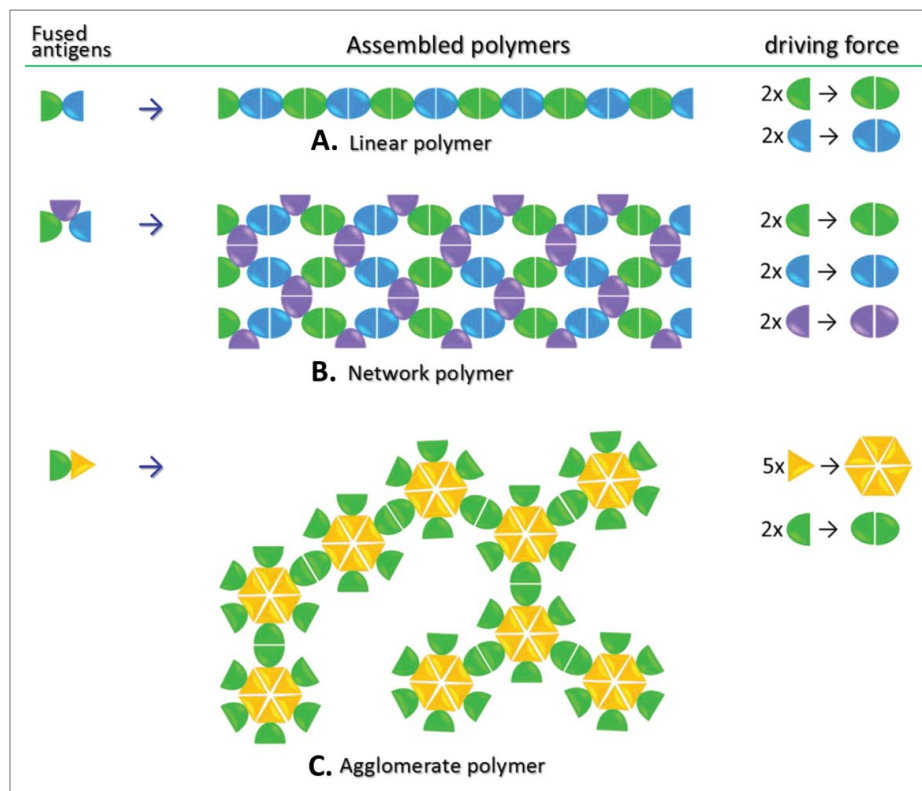 Fused
antigens
Assembled polymers
driving force
→
2x → 
2x →
A. Linear polymer
→
2x →
2x →
2x →
B. Network polymer
→
5x →
2x →
C. Agglomerate polymer